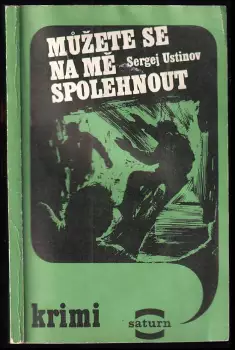 MŮŽETE SE
NA MĚ Sergej Ustinov
SPOLEHNOUT
krimi
saturn